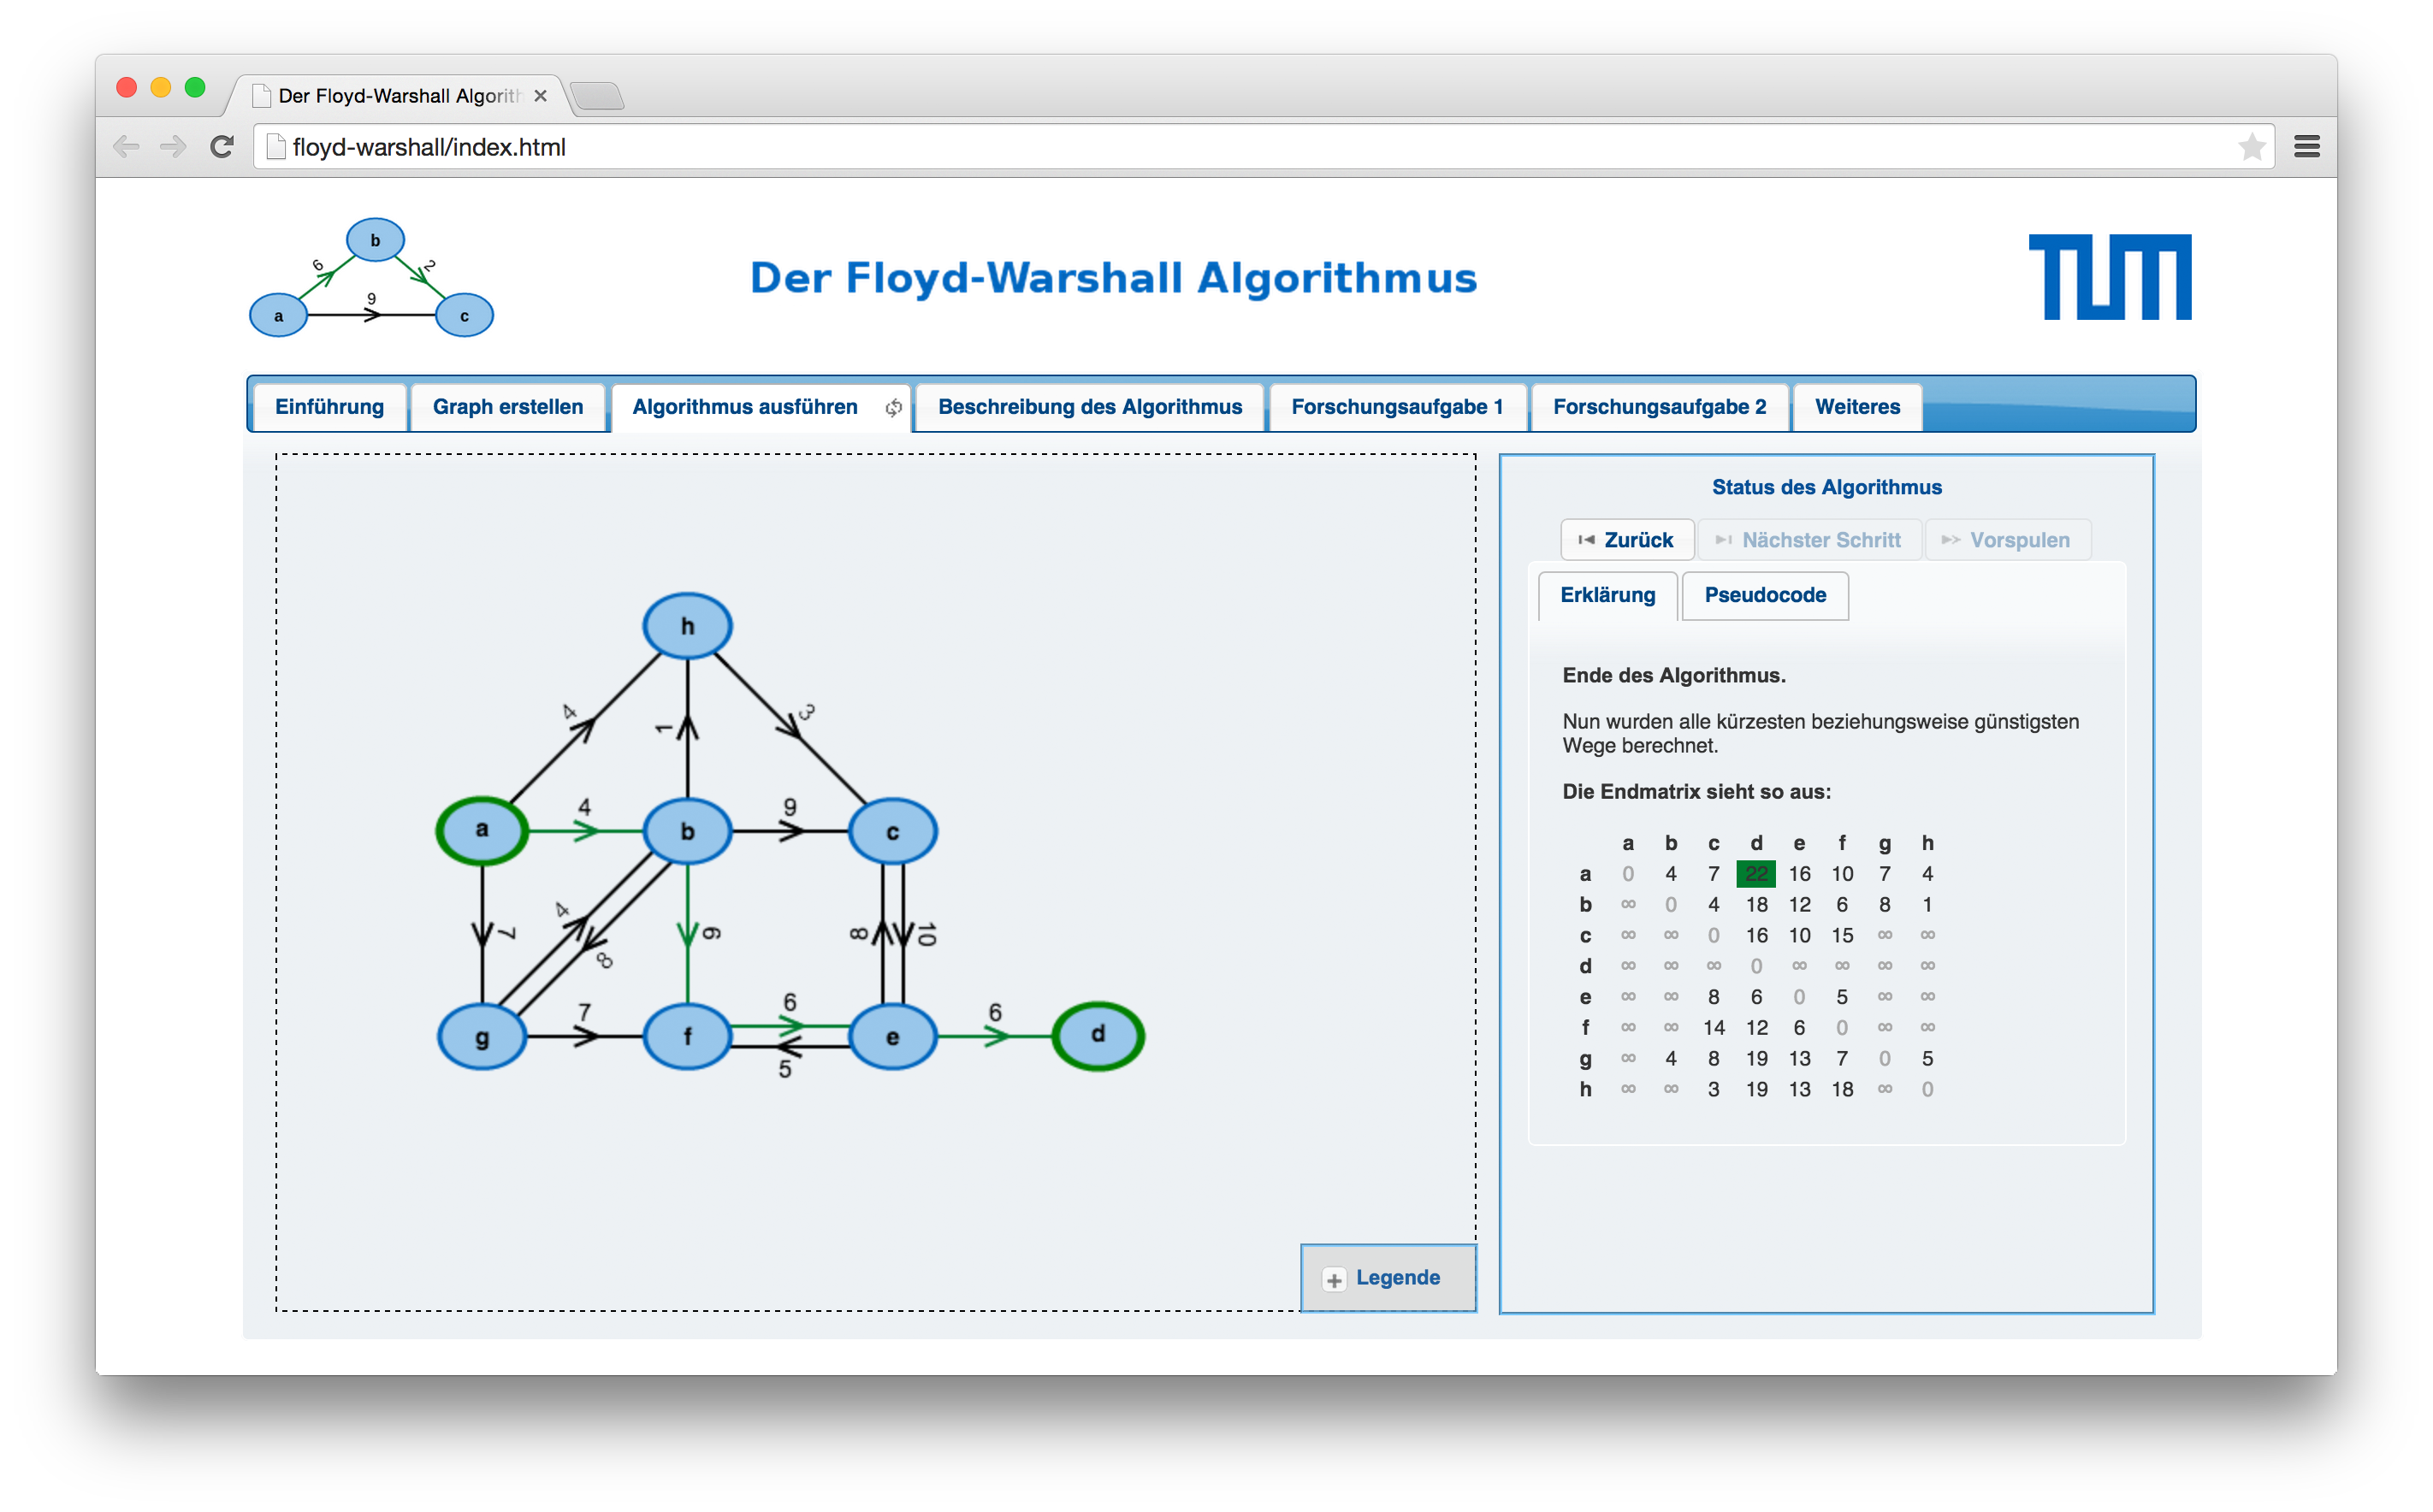 Der Floyd-Warshall Algorith
floyd-warshall/index.html
b
6
2
9
a
c
Der Floyd-Warshall Algorithmus
TUM
Einführung
Graph erstellen
Algorithmus ausführen
Beschreibung des Algorithmus
Forschungsaufgabe 1
Forschungsaufgabe 2
Weiteres
h
4
1
3
a
4
b
9
c
7
4
8
6
8
10
g
7
f
6
5
e
6
d
Legende
Status des Algorithmus
Zurück
Nächster Schritt
Vorspulen
Erklärung
Pseudocode
Ende des Algorithmus.
Nun wurden alle kürzesten beziehungsweise günstigsten
Wege berechnet.
Die Endmatrix sieht so aus:
a b c d e f g h
a 0 4 7 22 16 10 7 4
b ∞ 0 4 18 12 6 8 1
c ∞ ∞ 0 16 10 15 ∞ ∞
d ∞ ∞ ∞ 0 ∞ ∞ ∞ ∞
e ∞ ∞ 8 6 0 5 ∞ ∞
f ∞ ∞ 14 12 6 0 ∞ ∞
g ∞ 4 8 19 13 7 0 5
h ∞ ∞ 3 19 13 18 ∞ 0